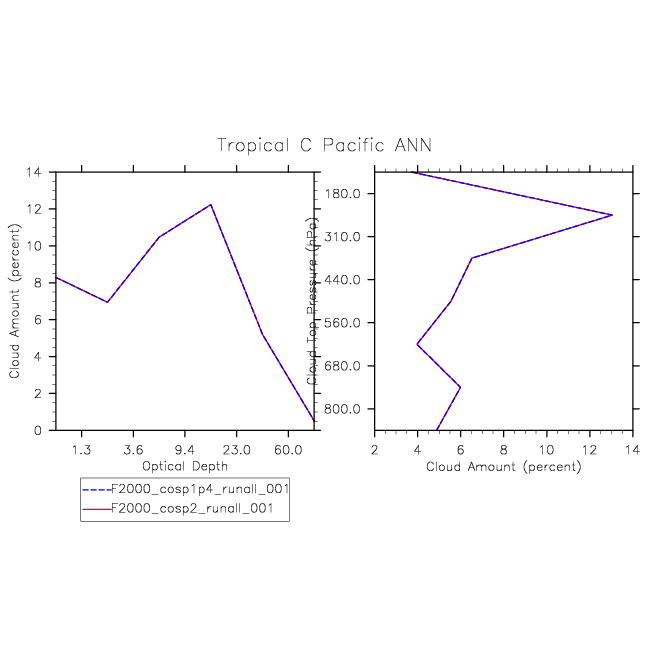 Tropical C Pacific ANN
14
12
10
8
6
4
2
0
Cloud Amount (percent)
1.3 3.6 9.4 23.0 60.0
Optical Depth
Cloud Top Pressure (hPa)
180.0
310.0
440.0
560.0
680.0
800.0
2 4 6 8 10 12 14
Cloud Amount (percent)
F2000_cosp1p4_runall_001
F2000_cosp2_runall_001